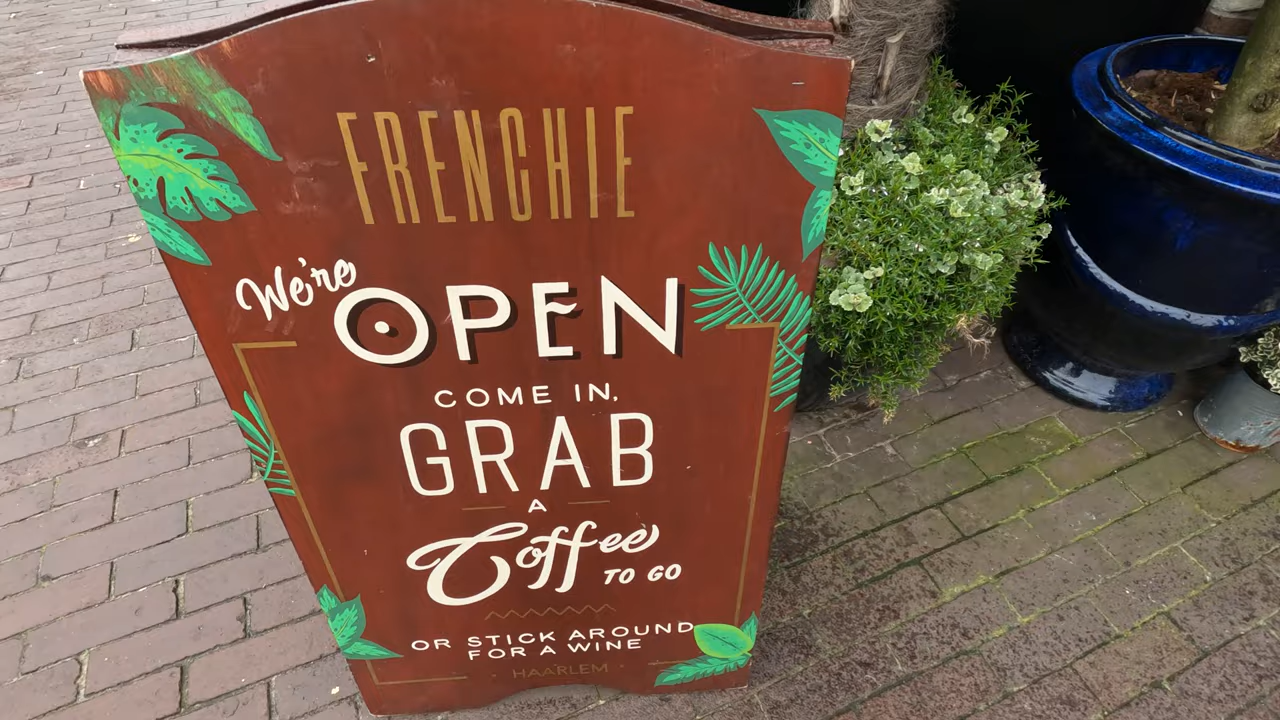 FRENCHIE
We're OPEN
COME IN,
GRAB
A
Coffee TO GO
OR STICK AROUND
FOR A WINE
HAARLEM